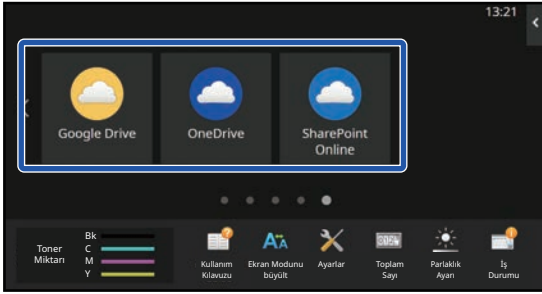 13:21
Google Drive
OneDrive
SharePoint
Online
Toner
Miktarı
Bk
C
M
Y
Kullanım
Kılavuzu
Ekran Modunu
büyült
Ayarlar
Toplam
Sayı
Parlaklık
Ayarı
İş
Durumu